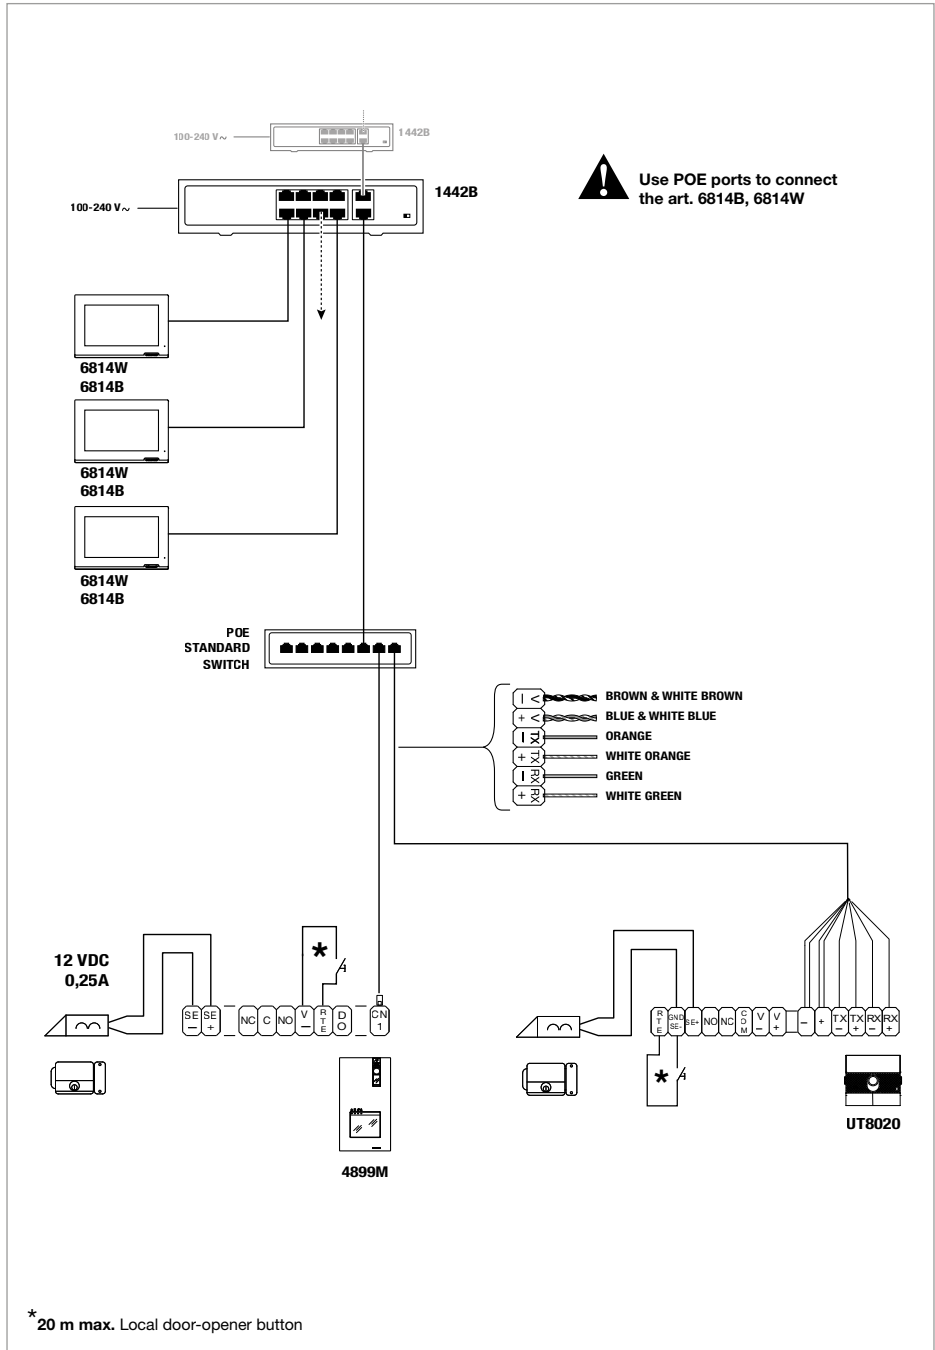 100-240 V~
1442B
1442B
100-240 V~
Use POE ports to connect
the art. 6814B, 6814W
6814W
6814B
6814W
6814B
6814W
6814B
POE
STANDARD
SWITCH
V − BROWN & WHITE BROWN
V + BLUE & WHITE BLUE
TX − ORANGE
TX + WHITE ORANGE
RX − GREEN
RX + WHITE GREEN
12 VDC
0,25A
*
SE − SE + NC C NO V − RTE DO CN 1
RTE GND SE− SE+ NO NC COM V − V + − + TX − TX + RX − RX +
*
4899M
UT8020
*20 m max. Local door-opener button